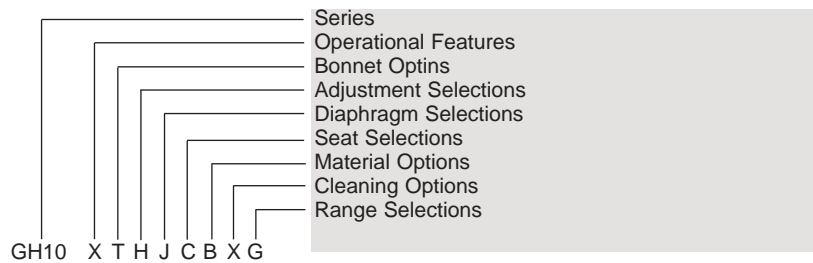 Series
Operational Features
Bonnet Optins
Adjustment Selections
Diaphragm Selections
Seat Selections
Material Options
Cleaning Options
Range Selections
GH10 X T H J C B X G